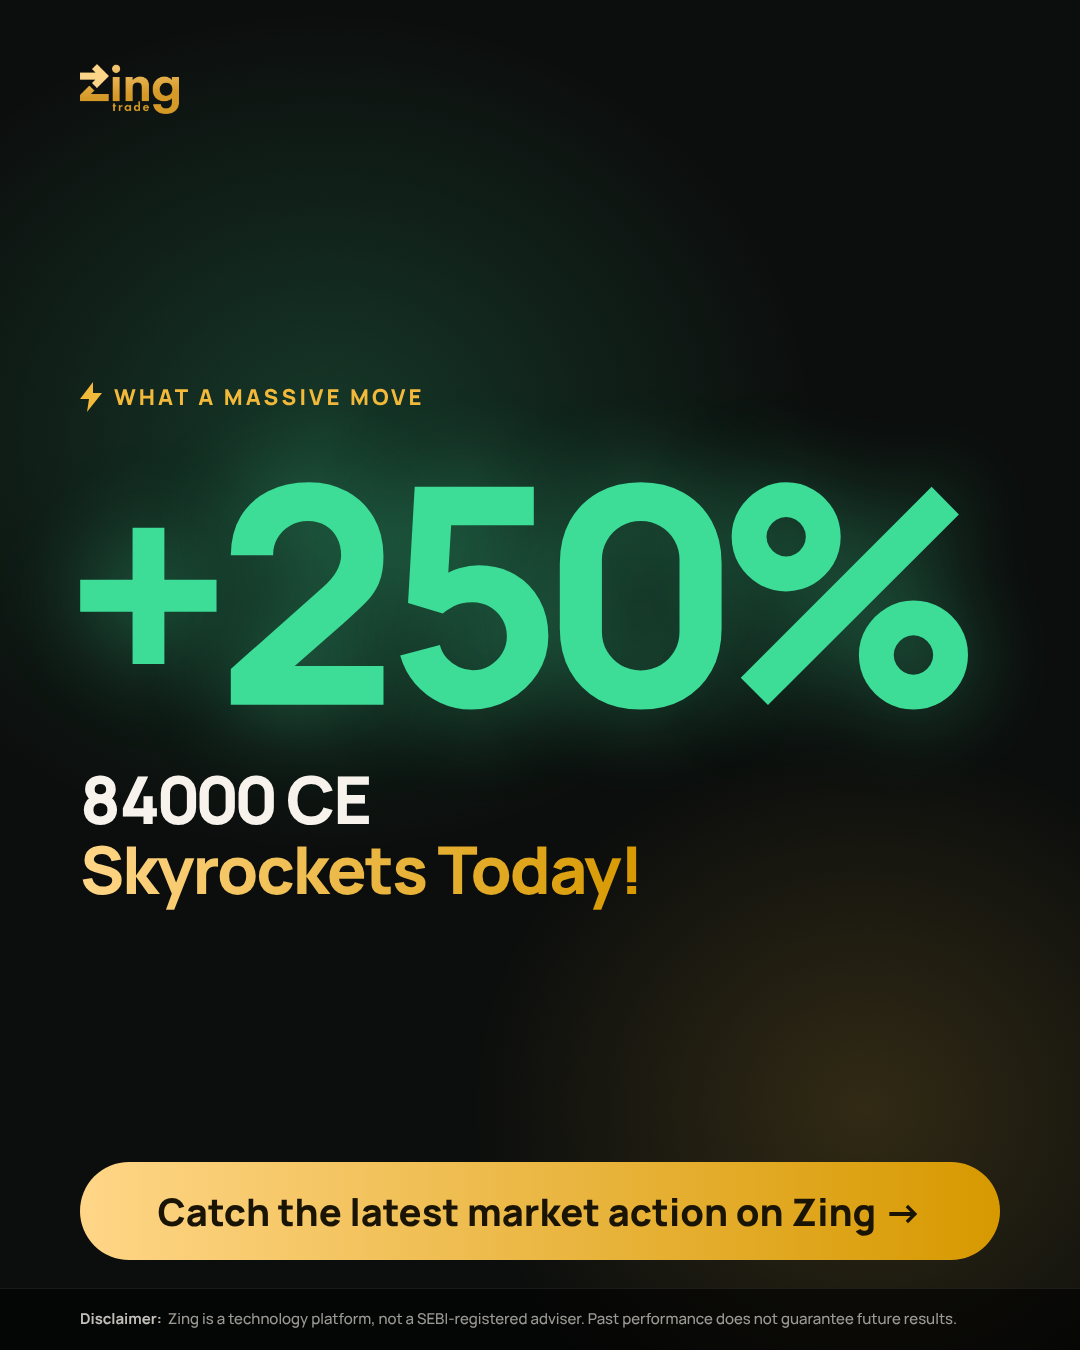 Zing
trade
WHAT A MASSIVE MOVE
+250%
84000 CE
Skyrockets Today!
Catch the latest market action on Zing →
Disclaimer: Zing is a technology platform, not a SEBI-registered adviser. Past performance does not guarantee future results.